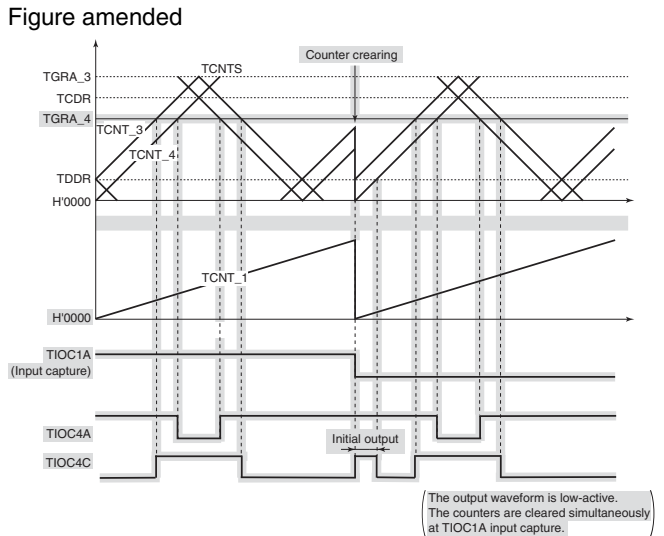 Figure amended
Counter crearing
TGRA_3
TCNTS
TCDR
TGRA_4
TCNT_3
TCNT_4
TDDR
H'0000
TCNT_1
H'0000
TIOC1A
(Input capture)
TIOC4A
Initial output
TIOC4C
The output waveform is low-active.
The counters are cleared simultaneously
at TIOC1A input capture.